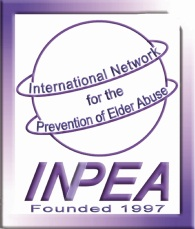 International Network
for the
Prevention of Elder Abuse
INPEA
Founded 1997